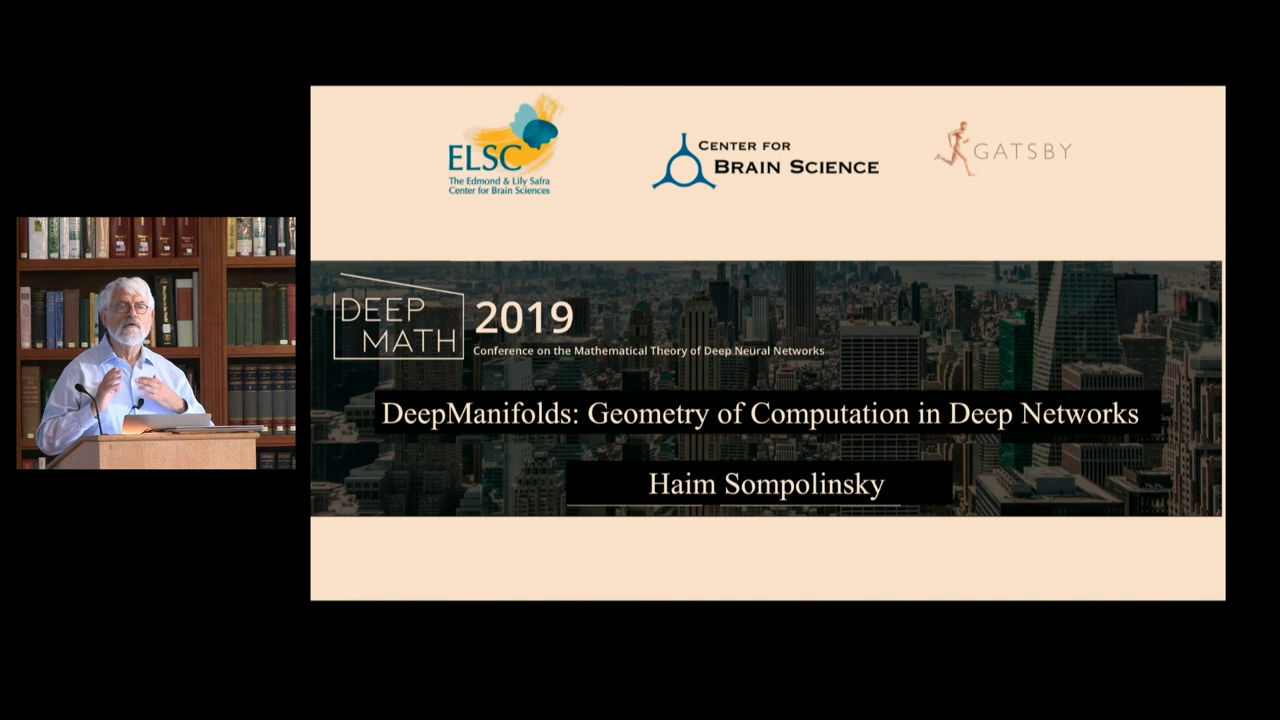 ELSC
The Edmond & Lily Safra
Center for Brain Sciences
CENTER FOR
BRAIN SCIENCE
GATSBY
DEEP
MATH
2019
Conference on the Mathematical Theory of Deep Neural Networks
DeepManifolds: Geometry of Computation in Deep Networks
Haim Sompolinsky